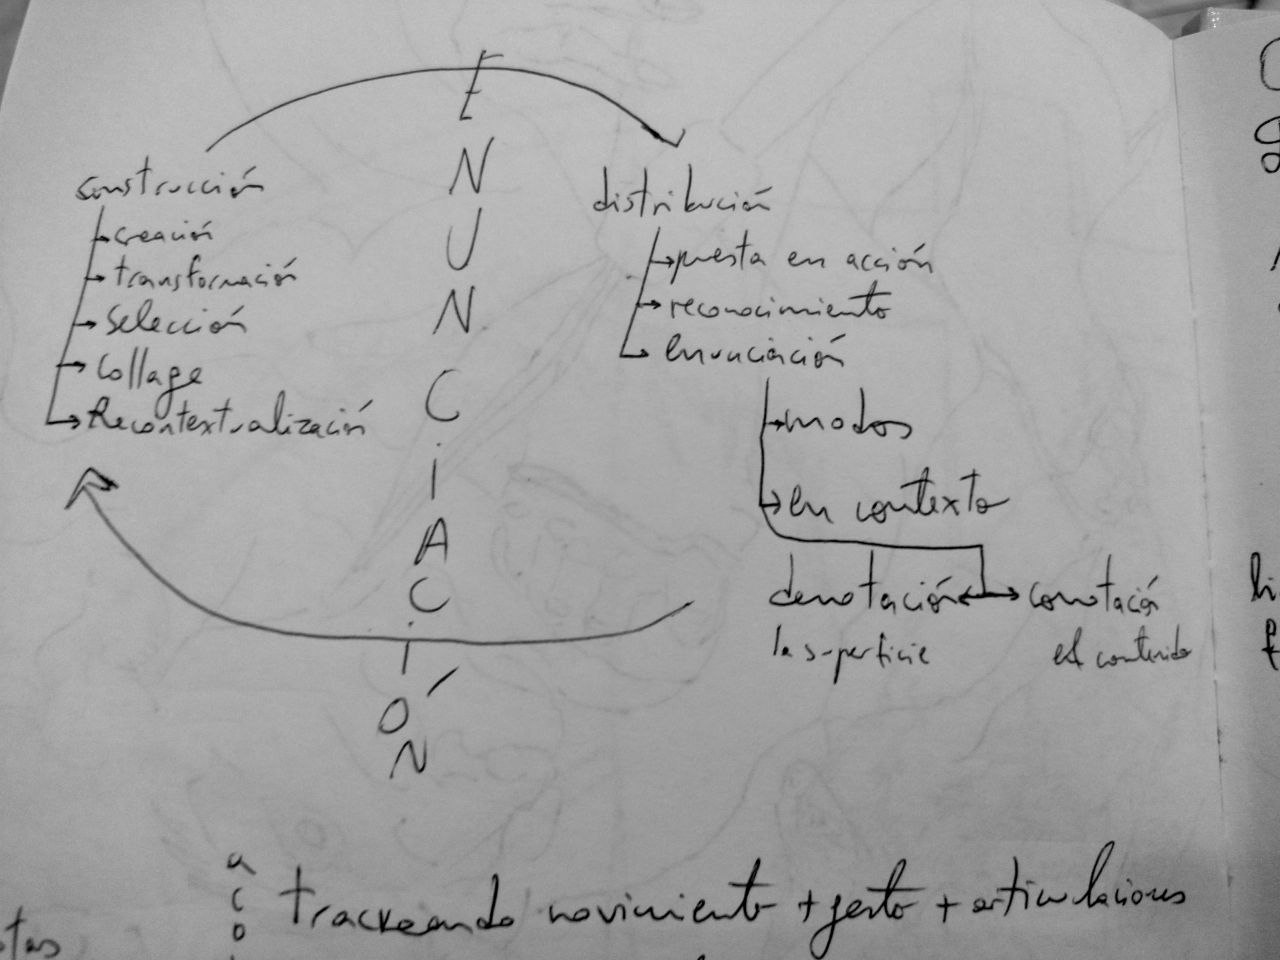 ENUNCIACIÓN
construcción
creación
transformación
selección
collage
Recontextualización
distribución
puesta en acción
reconocimiento
enunciación
modos
en contexto
denotación
connotación
la superficie
el contenido
trackeando movimiento + gesto + articulaciones